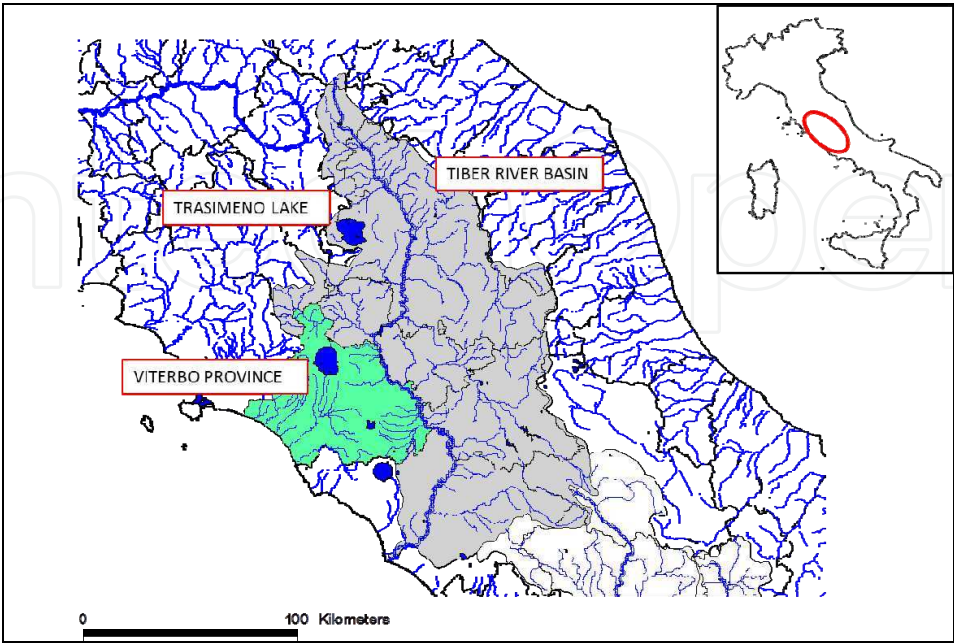 TIBER RIVER BASIN
TRASIMENO LAKE
VITERBO PROVINCE
0 100 Kilometers